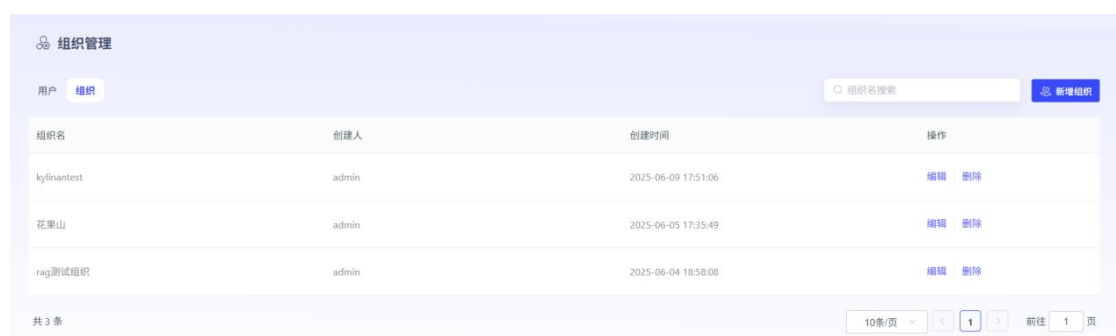 组织管理
用户 组织 组织名搜索 新增组织
组织名 创建人 创建时间 操作
kylinantest admin 2025-06-09 17:51:06 编辑 删除
花果山 admin 2025-06-05 17:35:49 编辑 删除
rag测试组织 admin 2025-06-04 18:58:08 编辑 删除
共 3 条 10条/页 < 1 > 前往 1 页